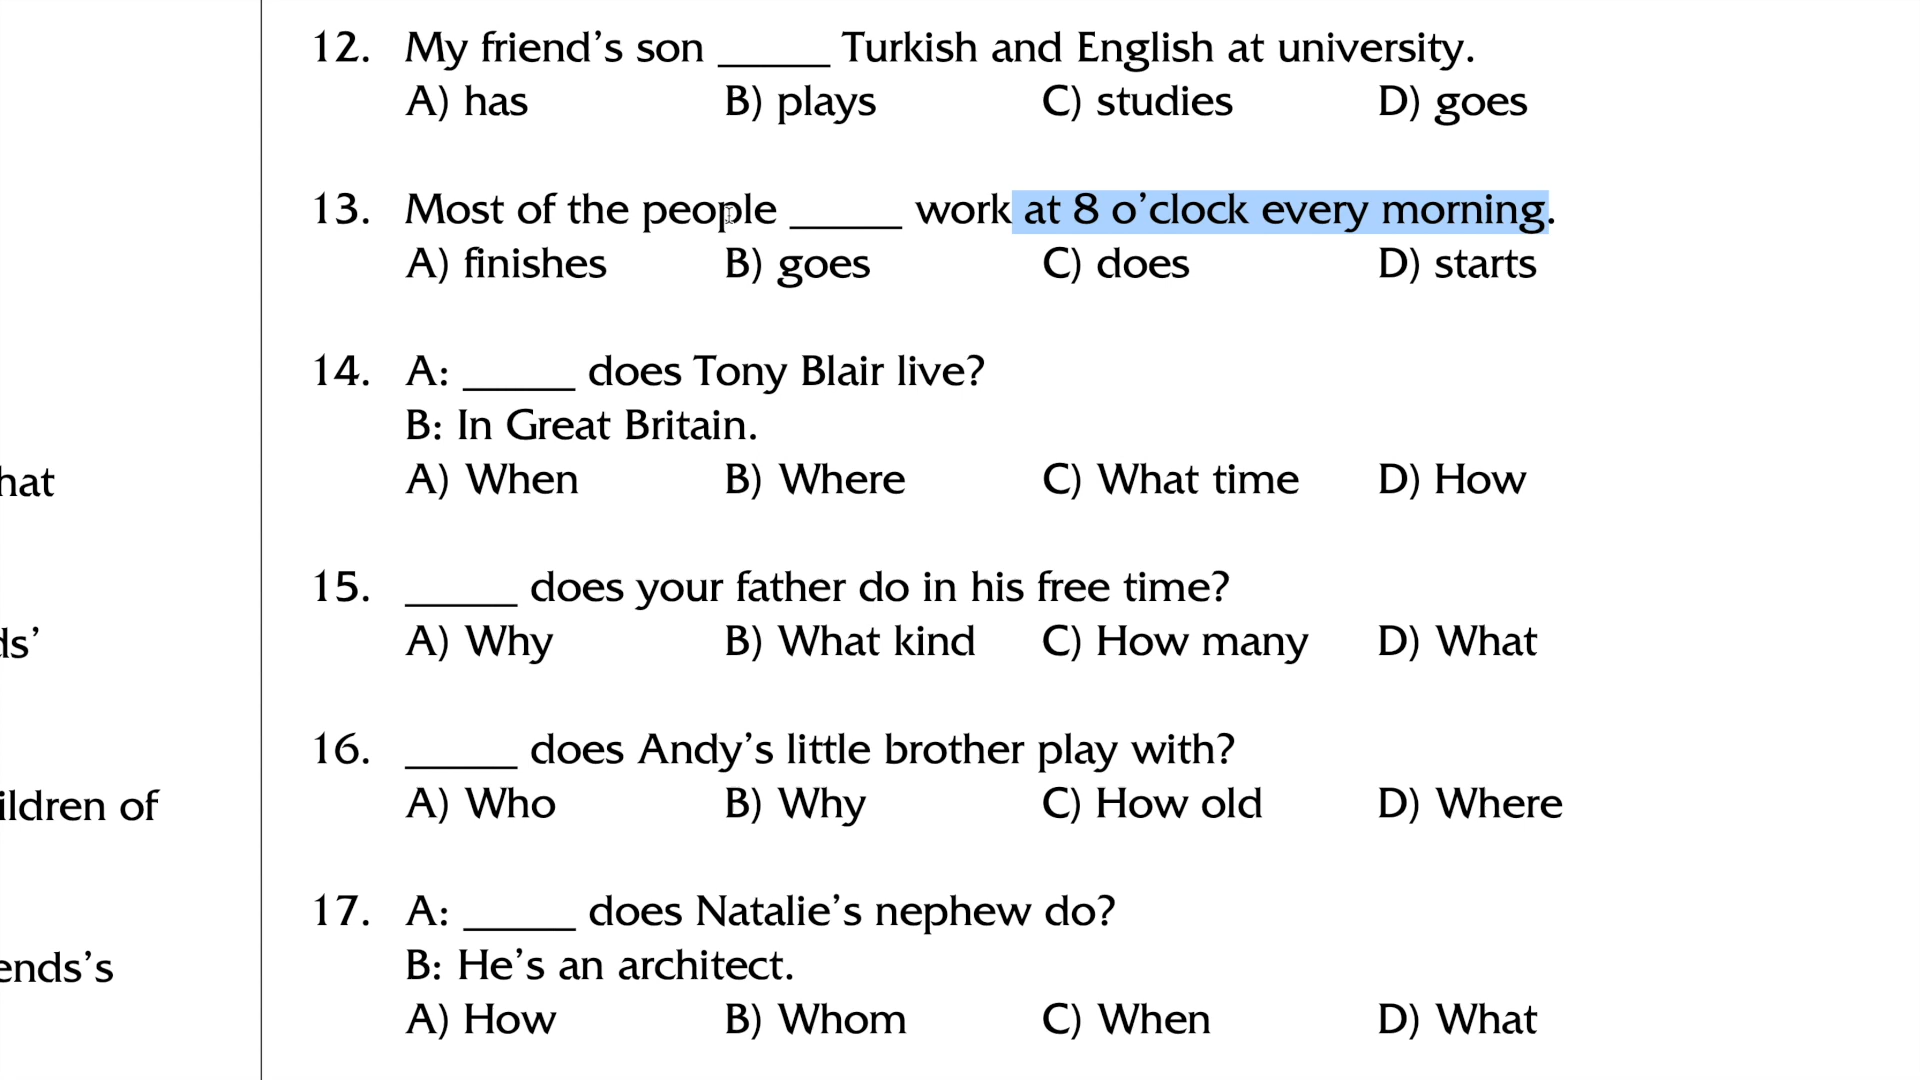 12. My friend’s son _____ Turkish and English at university.
A) has B) plays C) studies D) goes
13. Most of the people _____ work at 8 o’clock every morning.
A) finishes B) goes C) does D) starts
14. A: _____ does Tony Blair live?
B: In Great Britain.
A) When B) Where C) What time D) How
15. _____ does your father do in his free time?
A) Why B) What kind C) How many D) What
16. _____ does Andy’s little brother play with?
A) Who B) Why C) How old D) Where
17. A: _____ does Natalie’s nephew do?
B: He’s an architect.
A) How B) Whom C) When D) What
hat
ds’
ildren of
ends’s